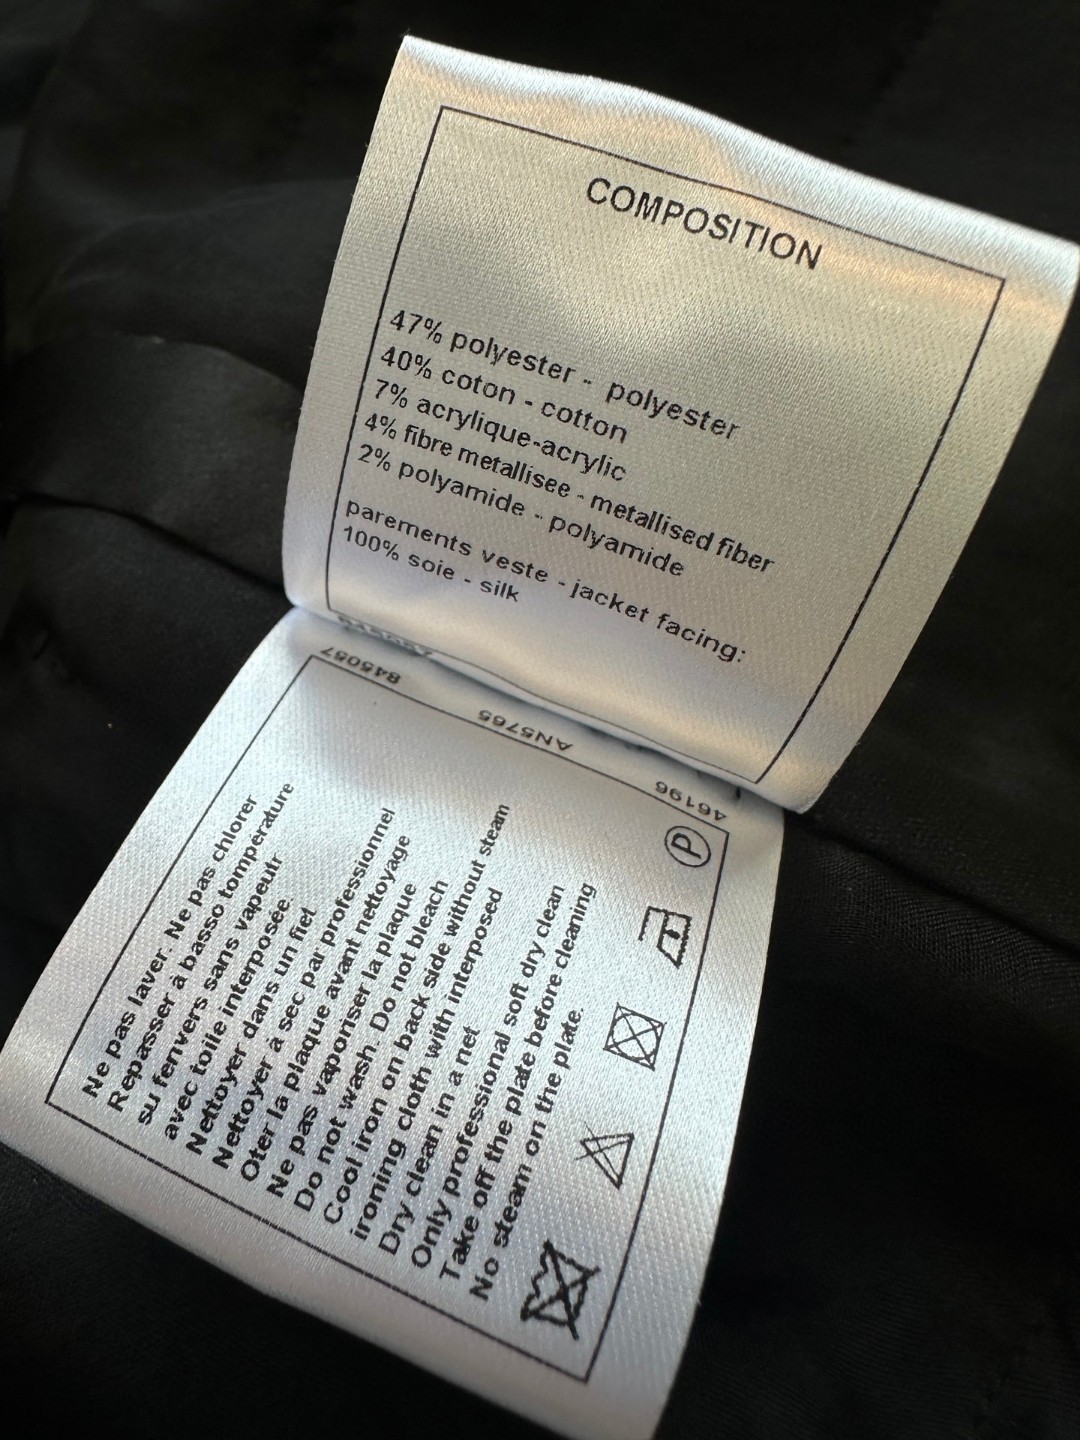 COMPOSITION
47% polyester - polyester
40% coton - cotton
7% acrylique-acrylic
4% fibre metallisee - metallised fiber
2% polyamide - polyamide
parements veste - jacket facing:
100% soie - silk
B45057
AN5765
46196
Ne pas laver. Ne pas chlorer
Repasser à basso tomperature
su fenvers sans vapeutr
avec toile interposée
Nettoyer dans un fiet
Nettoyer à sec par professionnel
Oter la plaque avant nettoyage
Ne pas vaporiser la plaque
Do not wash. Do not bleach
Cool iron on back side without steam
ironing cloth with interposed
Dry clean in a net
Only professional soft dry clean
Take off the plate before cleaning
No steam on the plate.
P